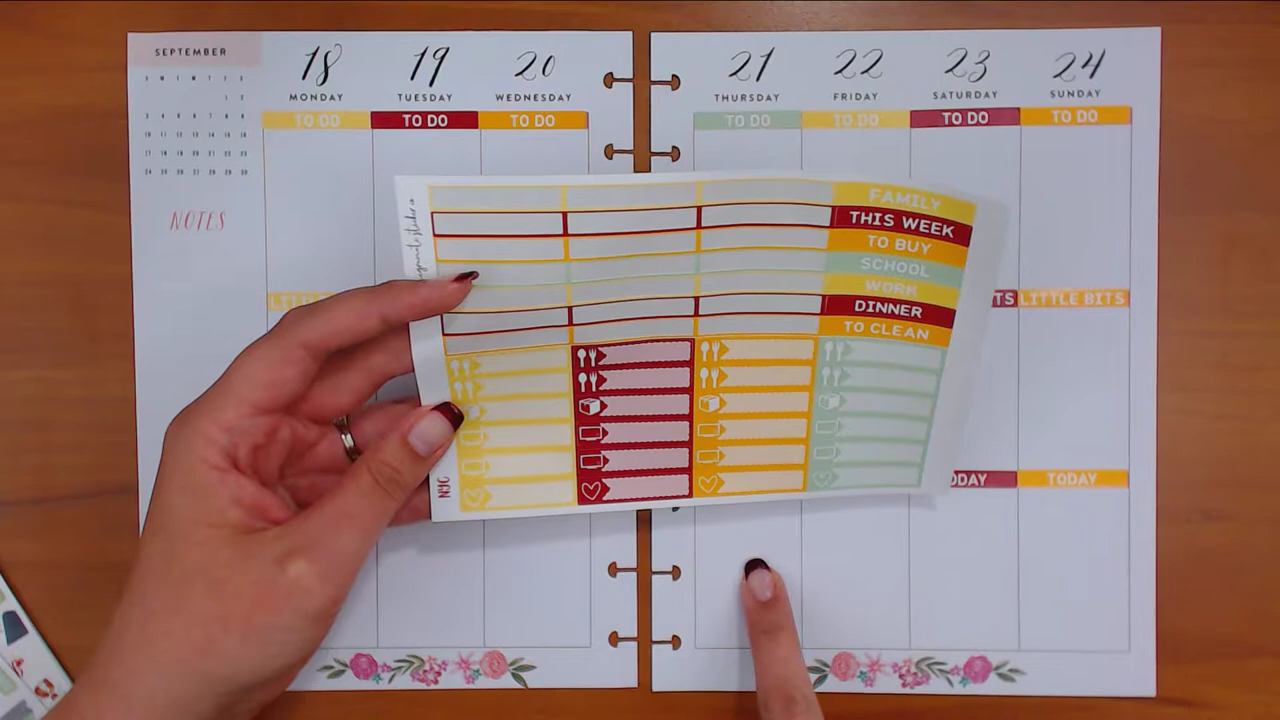 SEPTEMBER
18 19 20
MONDAY TUESDAY WEDNESDAY
21 22 23 24
THURSDAY FRIDAY SATURDAY SUNDAY
TO DO TO DO TO DO
TO DO TO DO TO DO TO DO
NOTES
FAMILY
THIS WEEK
TO BUY
SCHOOL
WORK
DINNER
TO CLEAN
NYC
LITTLE BITS
TODAY